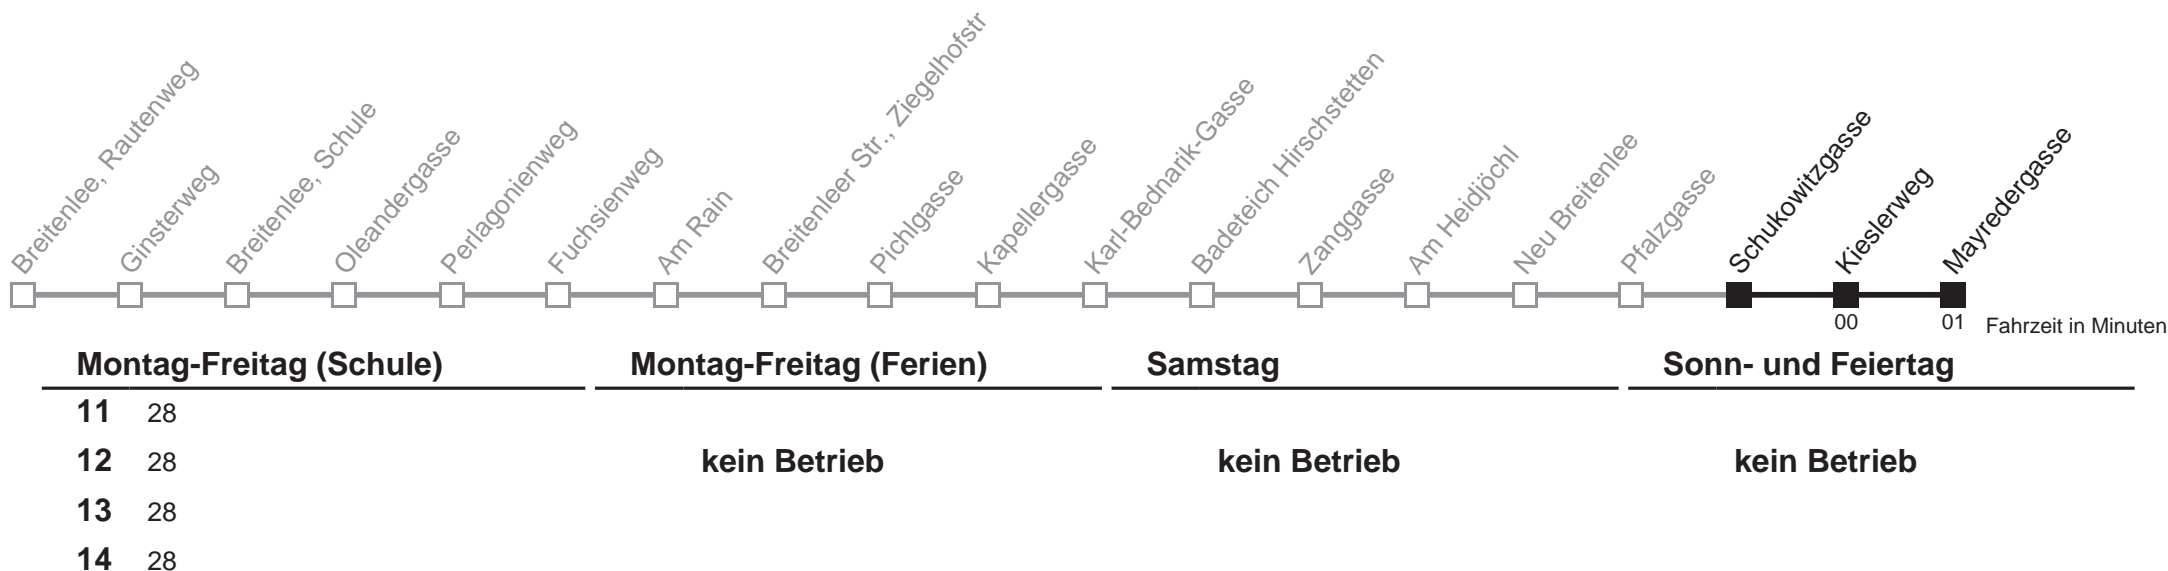 Breitenlee, Rautenweg
Ginsterweg
Breitenlee, Schule
Oleandergasse
Perlagonienweg
Fuchsienweg
Am Rain
Breitenleer Str., Ziegelhofstr
Pichlgasse
Kapellergasse
Karl-Bednarik-Gasse
Badeteich Hirschstetten
Zanggasse
Am Heidjöchl
Neu Breitenlee
Pfalzgasse
Schukowitzgasse
Kieslerweg
Mayredergasse
00 01 Fahrzeit in Minuten
Montag-Freitag (Schule) Montag-Freitag (Ferien) Samstag Sonn- und Feiertag
11 28
12 28 kein Betrieb kein Betrieb kein Betrieb
13 28
14 28